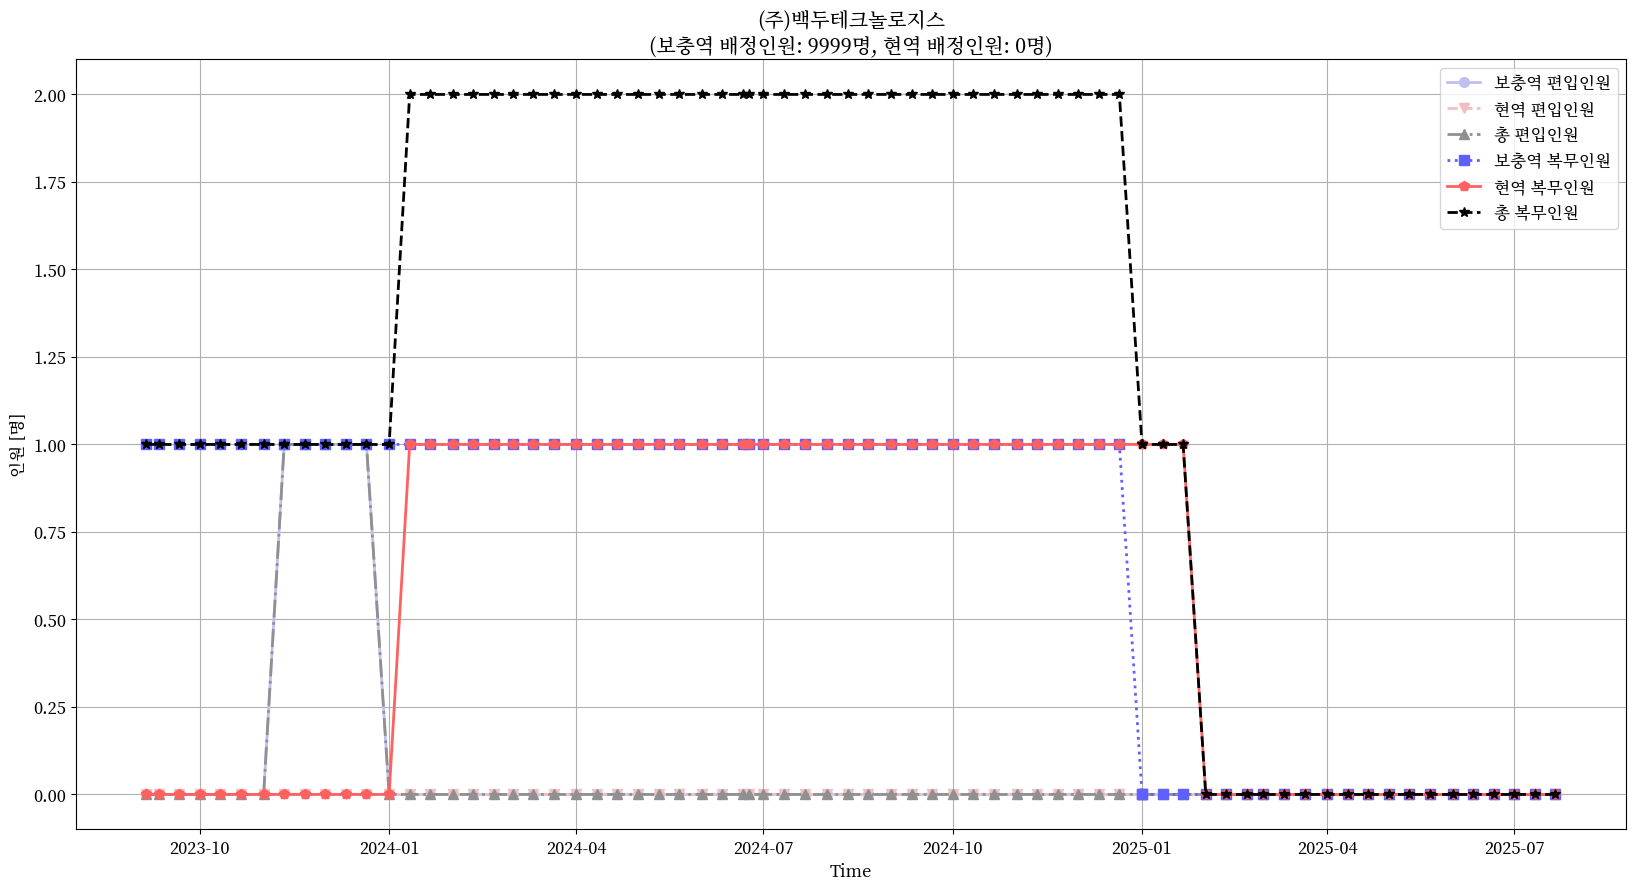 (주)백두테크놀로지스
(보충역 배정인원: 9999명, 현역 배정인원: 0명)
보충역 편입인원
현역 편입인원
총 편입인원
보충역 복무인원
현역 복무인원
총 복무인원
2.00
1.75
1.50
1.25
1.00
0.75
0.50
0.25
0.00
인원 [명]
2023-10
2024-01
2024-04
2024-07
2024-10
2025-01
2025-04
2025-07
Time